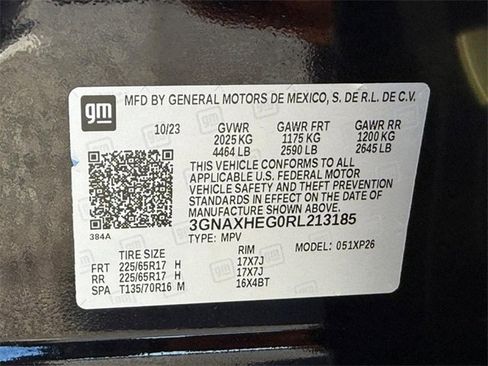 gm MFD BY GENERAL MOTORS DE MEXICO, S. DE R.L. DE C.V.
10/23 GVWR GAWR FRT GAWR RR
2025 KG 1175 KG 1200 KG
4464 LB 2590 LB 2645 LB
THIS VEHICLE CONFORMS TO ALL
APPLICABLE U.S. FEDERAL MOTOR
VEHICLE SAFETY AND THEFT PREVENTION
STANDARDS IN EFFECT ON THE DATE OF
MANUFACTURE SHOWN ABOVE.
3GNAXHEG0RL213185
384A TYPE: MPV MODEL: 051XP26
TIRE SIZE RIM
FRT 225/65R17 H 17X7J
RR 225/65R17 H 17X7J
SPA T135/70R16 M 16X4BT